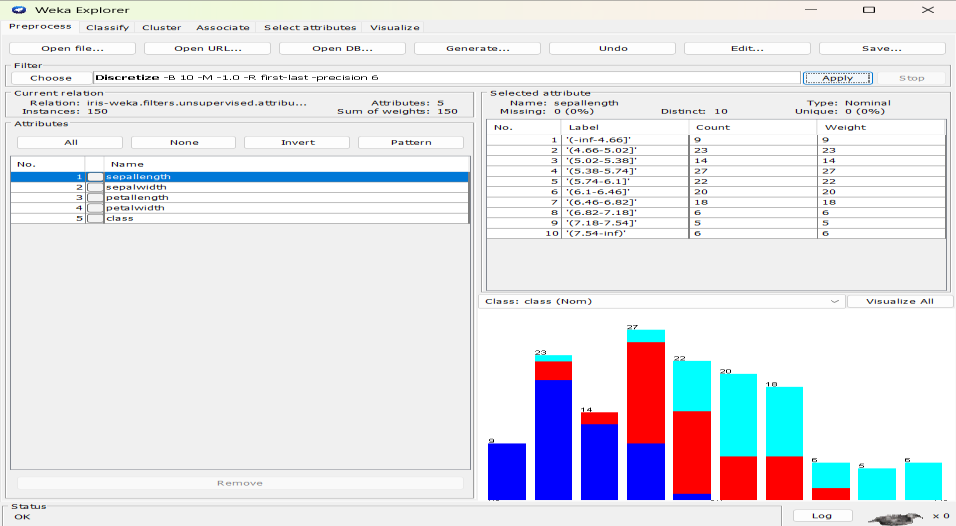 Weka Explorer
Preprocess Classify Cluster Associate Select attributes Visualize
Open file... Open URL... Open DB... Generate... Undo Edit... Save...
Filter
Choose Discretize -B 10 -M -1.0 -R first-last -precision 6 Apply Stop
Current relation
Relation: iris-weka.filters.unsupervised.attribu... Attributes: 5
Instances: 150 Sum of weights: 150
Attributes
All None Invert Pattern
No. Name
1 sepallength
2 sepalwidth
3 petallength
4 petalwidth
5 class
Remove
Selected attribute
Name: sepallength Type: Nominal
Missing: 0 (0%) Distinct: 10 Unique: 0 (0%)
No. Label Count Weight
1 '(-inf-4.66]' 9 9
2 '(4.66-5.02]' 23 23
3 '(5.02-5.38]' 14 14
4 '(5.38-5.74]' 27 27
5 '(5.74-6.1]' 22 22
6 '(6.1-6.46]' 20 20
7 '(6.46-6.82]' 18 18
8 '(6.82-7.18]' 6 6
9 '(7.18-7.54]' 5 5
10 '(7.54-inf)' 6 6
Class: class (Nom) Visualize All
9 23 14 27 22 20 18 6 5 6
Status
OK
Log x 0